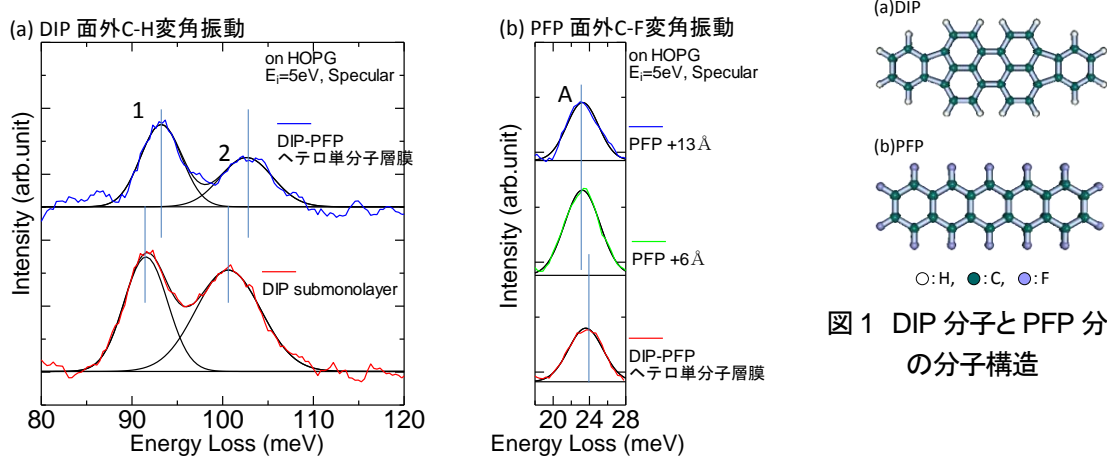 (a) DIP 面外C-H変角振動
on HOPG
Ei=5eV, Specular
1
2
DIP-PFP
ヘテロ単分子層膜
DIP submonolayer
Intensity (arb.unit)
80 90 100 110 120
Energy Loss (meV)
(b) PFP 面外C-F変角振動
on HOPG
Ei=5eV, Specular
A
PFP +13Å
PFP +6Å
DIP-PFP
ヘテロ単分子層膜
Intensity (arb.unit)
20 24 28
Energy Loss (meV)
(a)DIP
(b)PFP
:H, :C, :F
図 1 DIP 分子と PFP 分
の分子構造